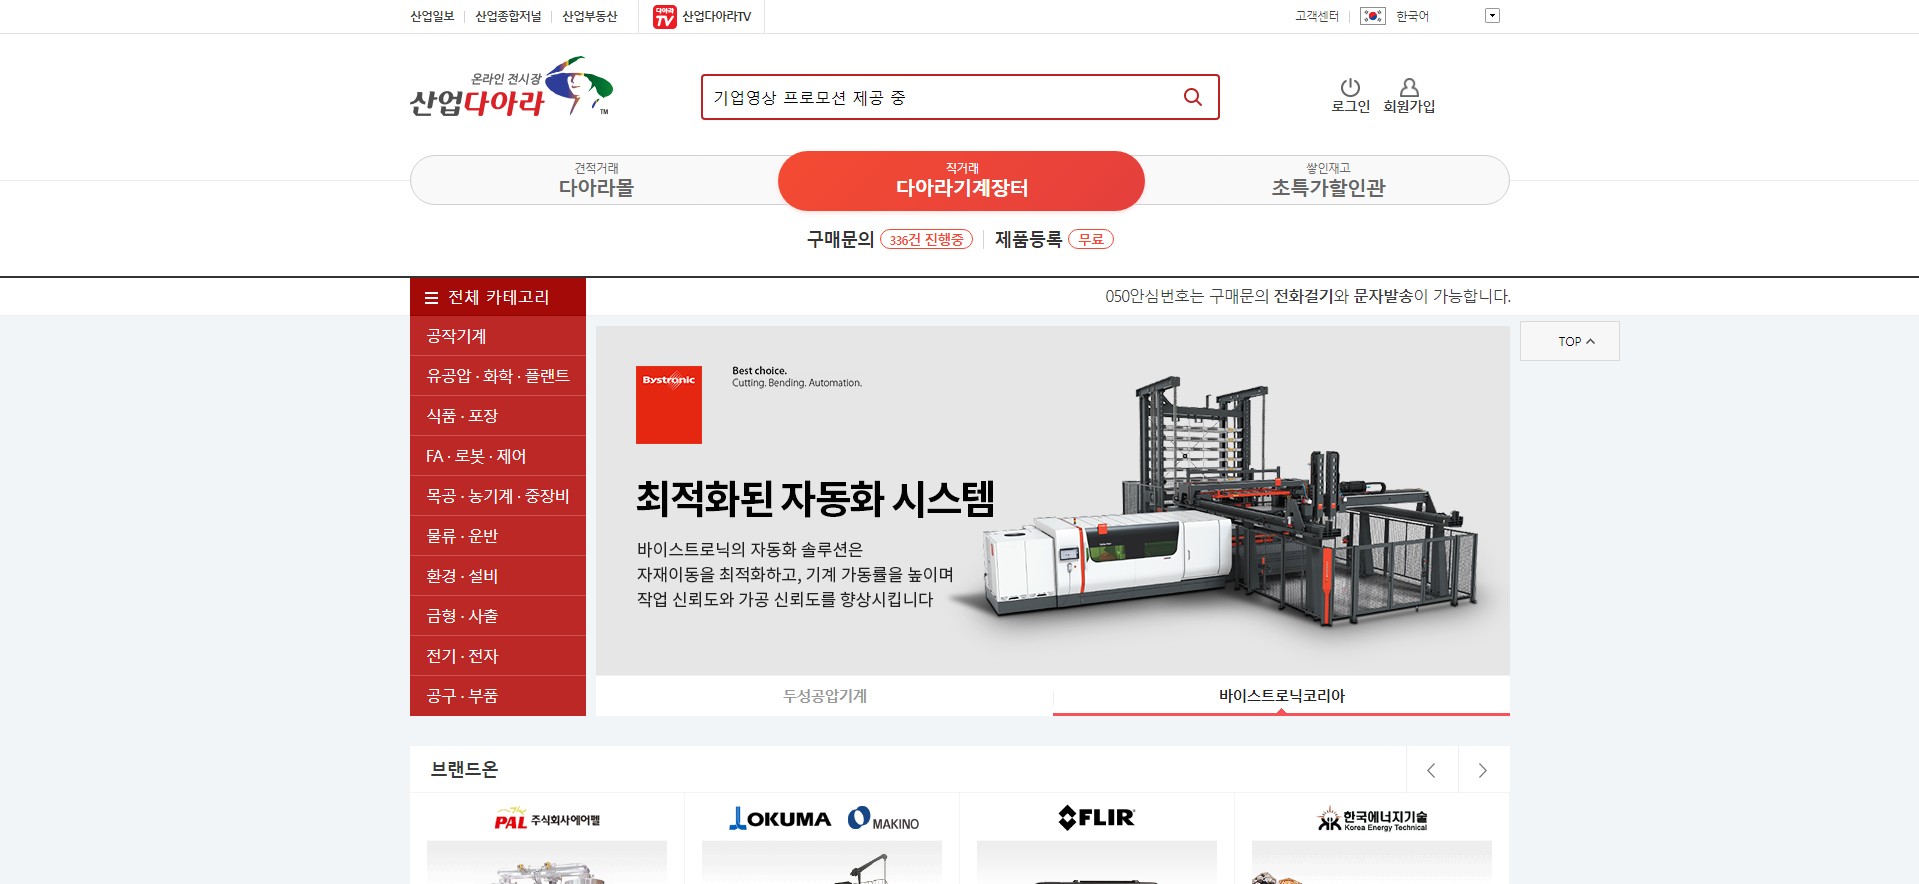 산업일보
산업종합저널
산업부동산
다아라 TV
산업다아라TV
고객센터
한국어
온라인 전시장
산업다아라
TM
기업영상 프로모션 제공 중
로그인
회원가입
견적거래
다아라몰
직거래
다아라기계장터
쌓인재고
초특가할인관
구매문의 336건 진행중
제품등록 무료
전체 카테고리
050안심번호는 구매문의 전화걸기와 문자발송이 가능합니다.
공작기계
유공압 · 화학 · 플랜트
식품 · 포장
FA · 로봇 · 제어
목공 · 농기계 · 중장비
물류 · 운반
환경 · 설비
금형 · 사출
전기 · 전자
공구 · 부품
TOP
Bystronic
Best choice.
Cutting. Bending. Automation.
최적화된 자동화 시스템
바이스트로닉의 자동화 솔루션은
자재이동을 최적화하고, 기계 가동률을 높이며
작업 신뢰도와 가공 신뢰도를 향상시킵니다
두성공압기계
바이스트로닉코리아
브랜드온
PAL 주식회사에어펠
OKUMA
MAKINO
FLIR
한국에너지기술
Korea Energy Technical